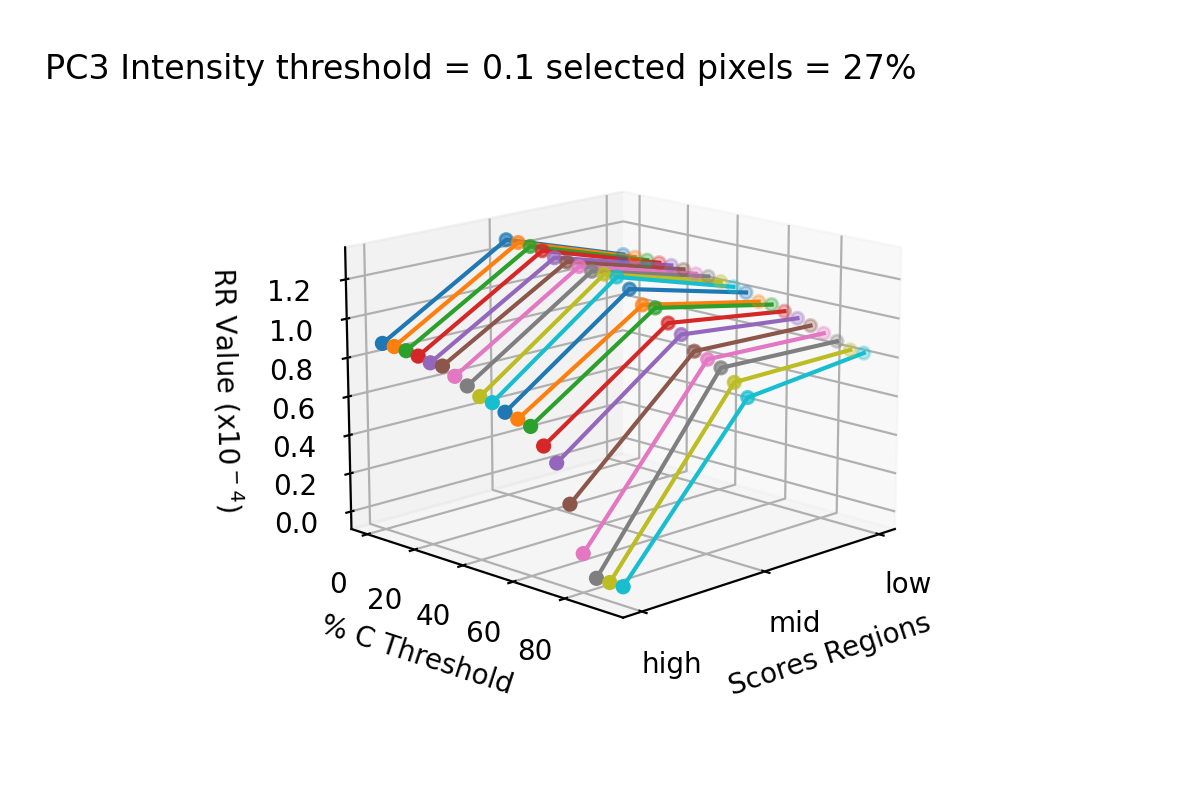 PC3 Intensity threshold = 0.1 selected pixels = 27%
RR Value (x10⁻⁴)
1.2
1.0
0.8
0.6
0.4
0.2
0.0
0
20
40
60
80
% C Threshold
high
mid
low
Scores Regions